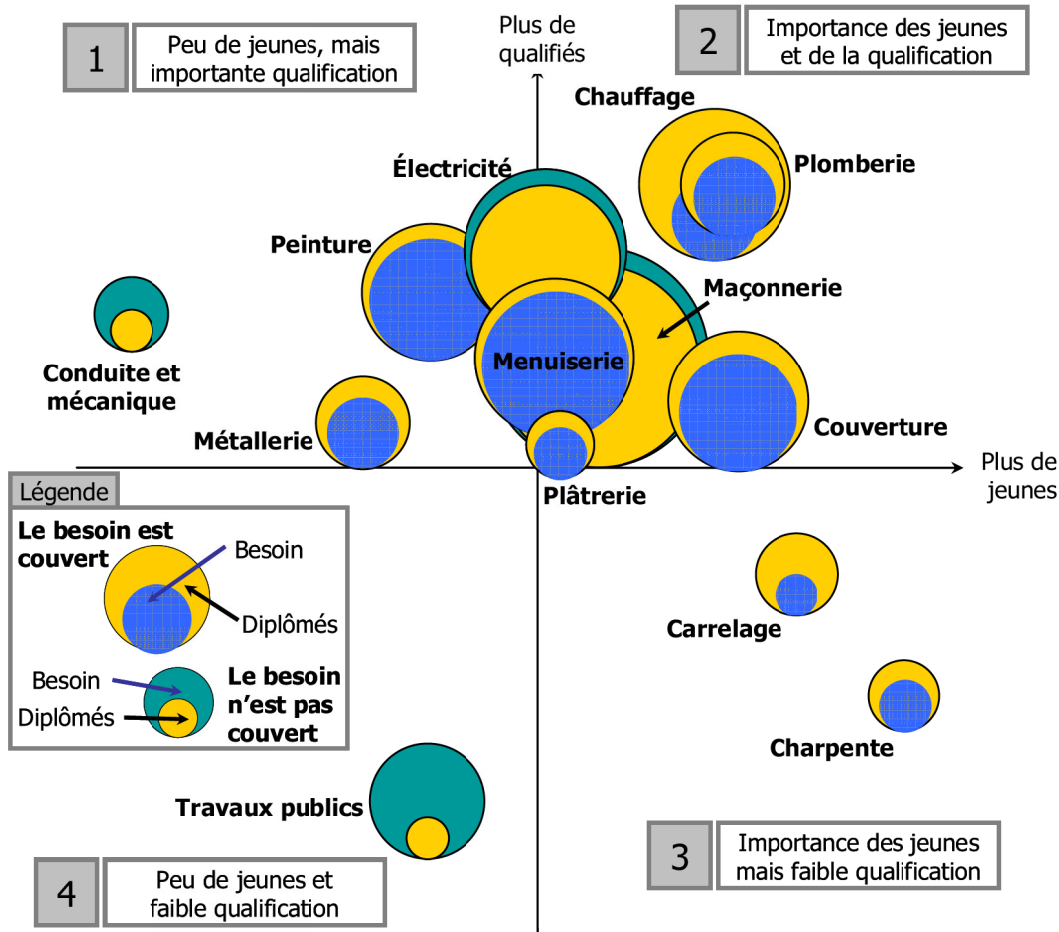 1
Peu de jeunes, mais
importante qualification
Plus de
qualifiés
2
Importance des jeunes
et de la qualification
Chauffage
Plomberie
Électricité
Peinture
Maçonnerie
Menuiserie
Conduite et
mécanique
Métallerie
Couverture
Plâtrerie
Plus de
jeunes
Légende
Le besoin est
couvert
Besoin
Diplômés
Besoin
Diplômés
Le besoin
n’est pas
couvert
Carrelage
Charpente
Travaux publics
4
Peu de jeunes et
faible qualification
3
Importance des jeunes
mais faible qualification